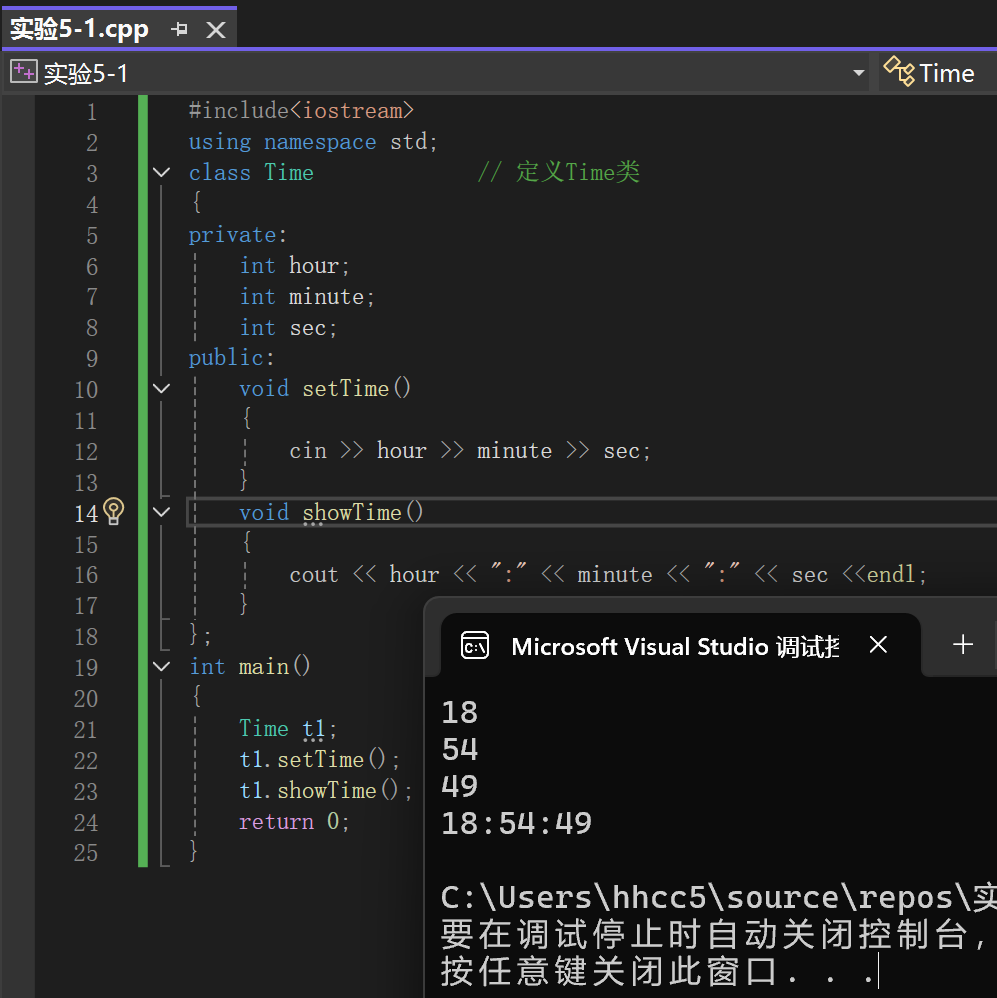 实验5-1.cpp
实验5-1
Time
1 #include<iostream>
2 using namespace std;
3 class Time // 定义Time类
4 {
5 private:
6 int hour;
7 int minute;
8 int sec;
9 public:
10 void setTime()
11 {
12 cin >> hour >> minute >> sec;
13 }
14 void showTime()
15 {
16 cout << hour << ":" << minute << ":" << sec <<endl;
17 }
18 };
19 int main()
20 {
21 Time t1;
22 t1.setTime();
23 t1.showTime();
24 return 0;
25 }
Microsoft Visual Studio 调试
18
54
49
18:54:49
C:\Users\hhcc5\source\repos\实
要在调试停止时自动关闭控制台，
按任意键关闭此窗口. . .